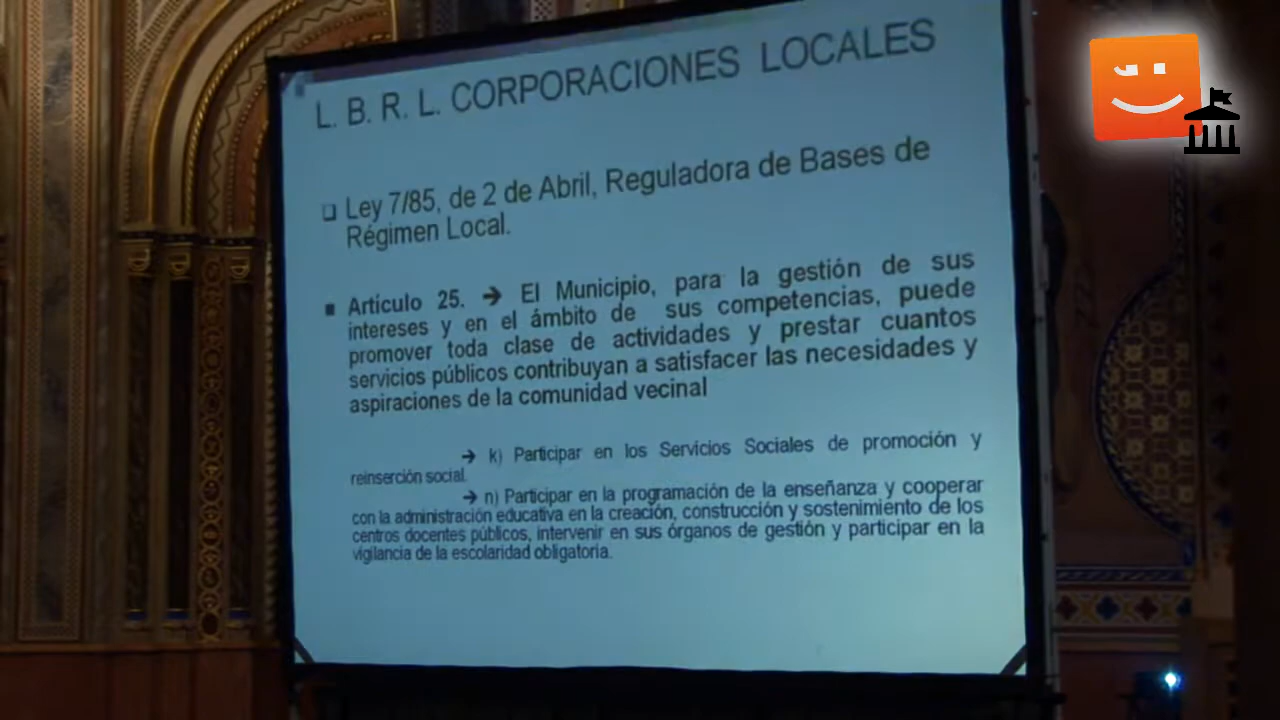 L. B. R. L. CORPORACIONES LOCALES
❑ Ley 7/85, de 2 de Abril, Reguladora de Bases de
Régimen Local.
■ Artículo 25. ➔ El Municipio, para la gestión de sus
intereses y en el ámbito de sus competencias, puede
promover toda clase de actividades y prestar cuantos
servicios públicos contribuyan a satisfacer las necesidades y
aspiraciones de la comunidad vecinal
➔ k) Participar en los Servicios Sociales de promoción y
reinserción social.
➔ n) Participar en la programación de la enseñanza y cooperar
con la administración educativa en la creación, construcción y sostenimiento de los
centros docentes públicos, intervenir en sus órganos de gestión y participar en la
vigilancia de la escolaridad obligatoria.